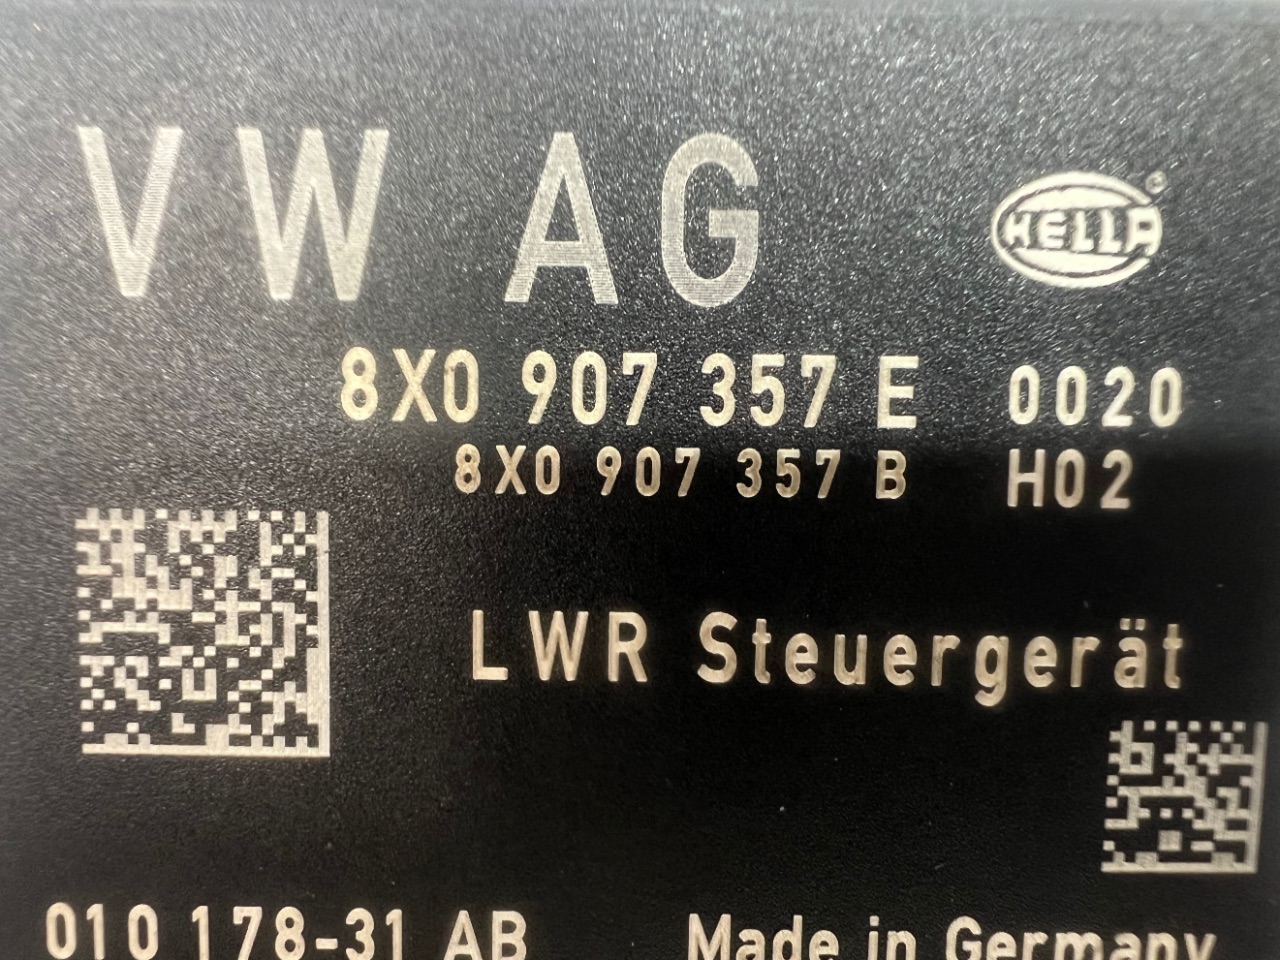 VW AG
HELLA
8X0 907 357 E 0020
8X0 907 357 B H02
LWR Steuergerät
010 178-31 AB Made in Germany